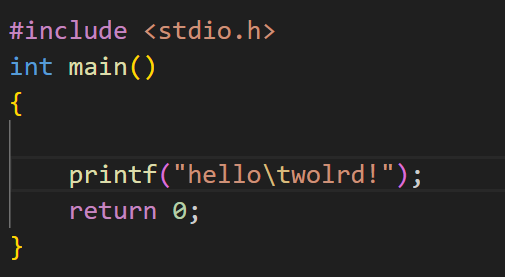 #include <stdio.h>
int main()
{
    printf("hello\twolrd!");
    return 0;
}